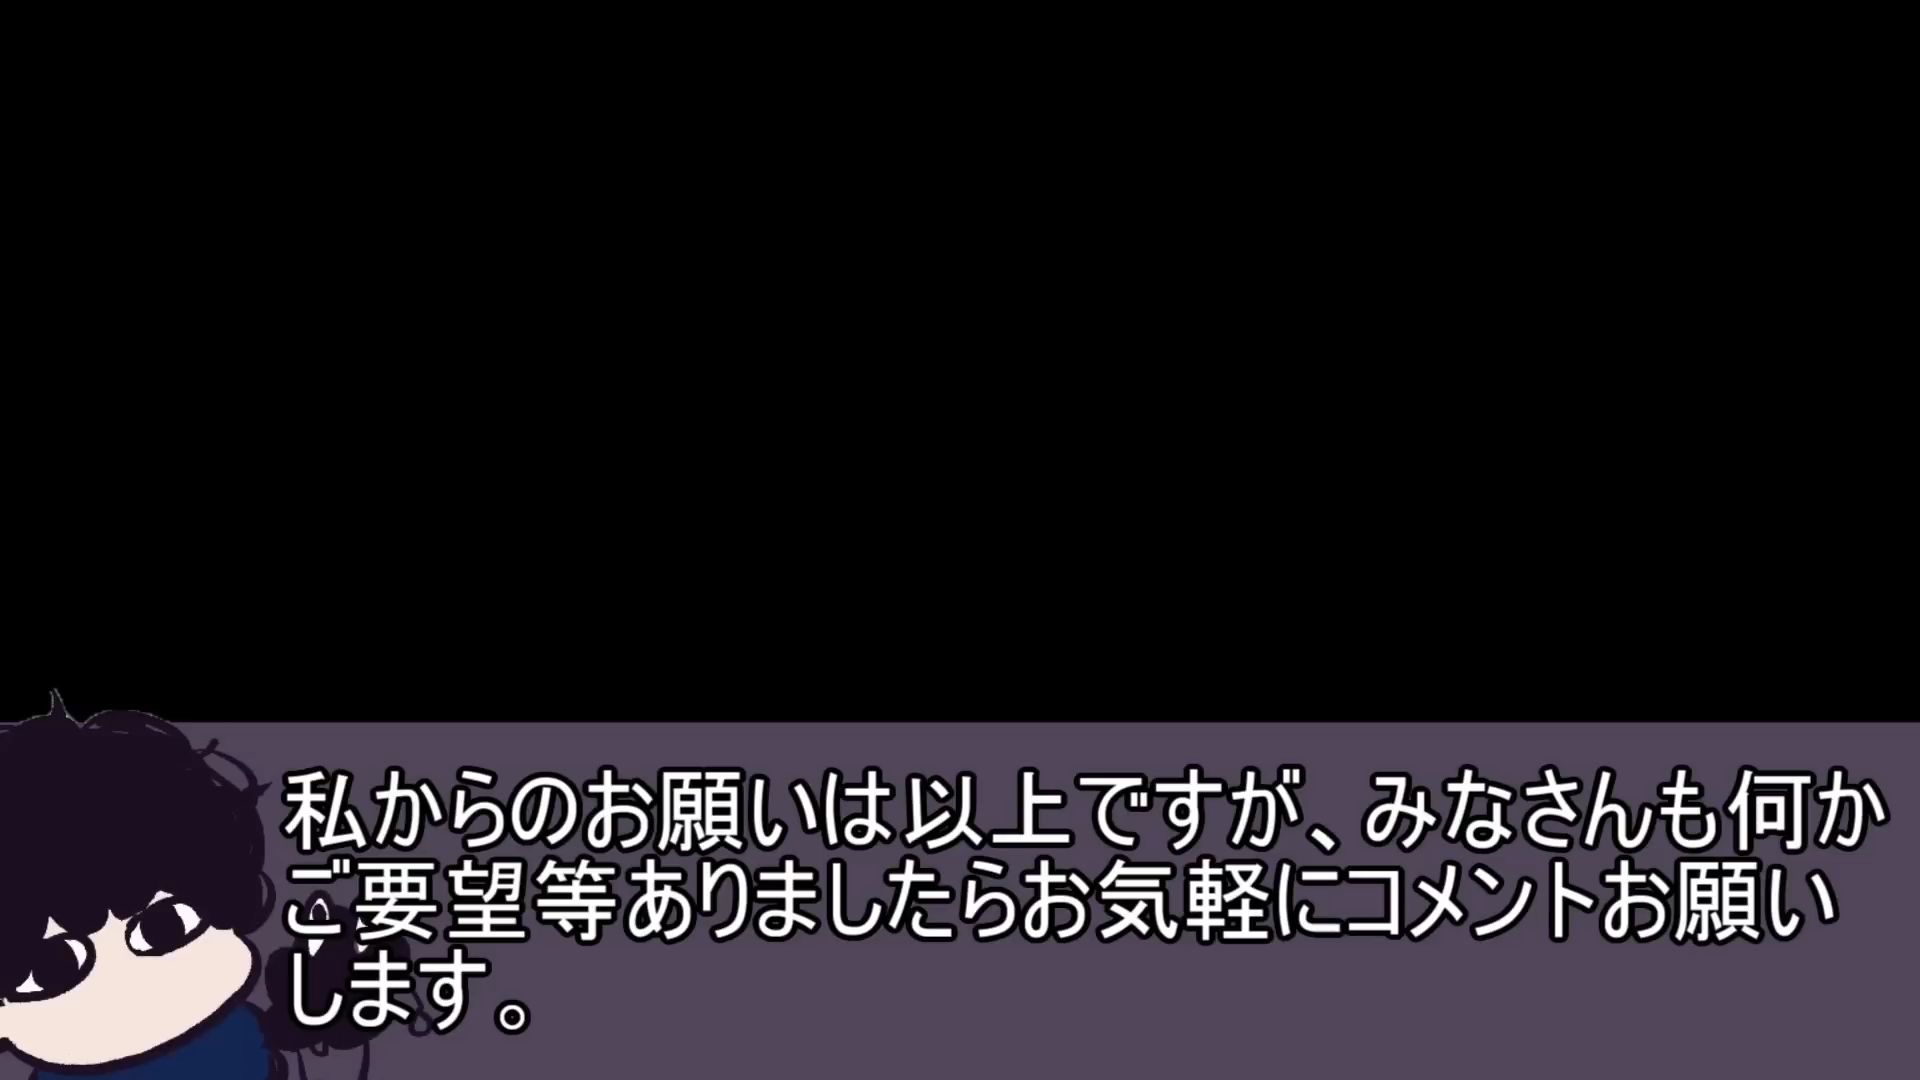 私からのお願いは以上ですが、みなさんも何か
ご要望等ありましたらお気軽にコメントお願い
します。